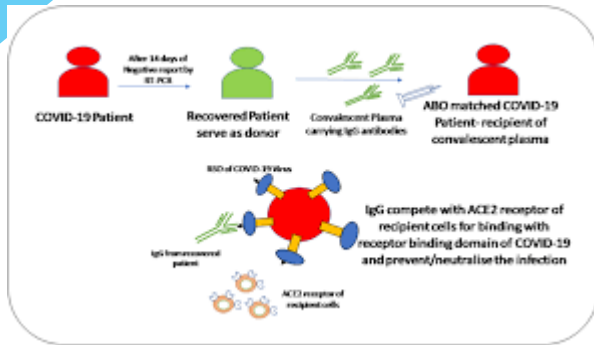 After 14 days of
Negative report by
RT PCR
COVID-19 Patient
Recovered Patient
serve as donor
Convalescent Plasma
carrying IgG antibodies
ABO matched COVID-19
Patient- recipient of
convalescent plasma
RBD of COVID-19 Virus
IgG compete with ACE2 receptor of
recipient cells for binding with
receptor binding domain of COVID-19
and prevent/neutralise the infection
IgG from recovered
patient
ACE2 receptor of
recipient cells